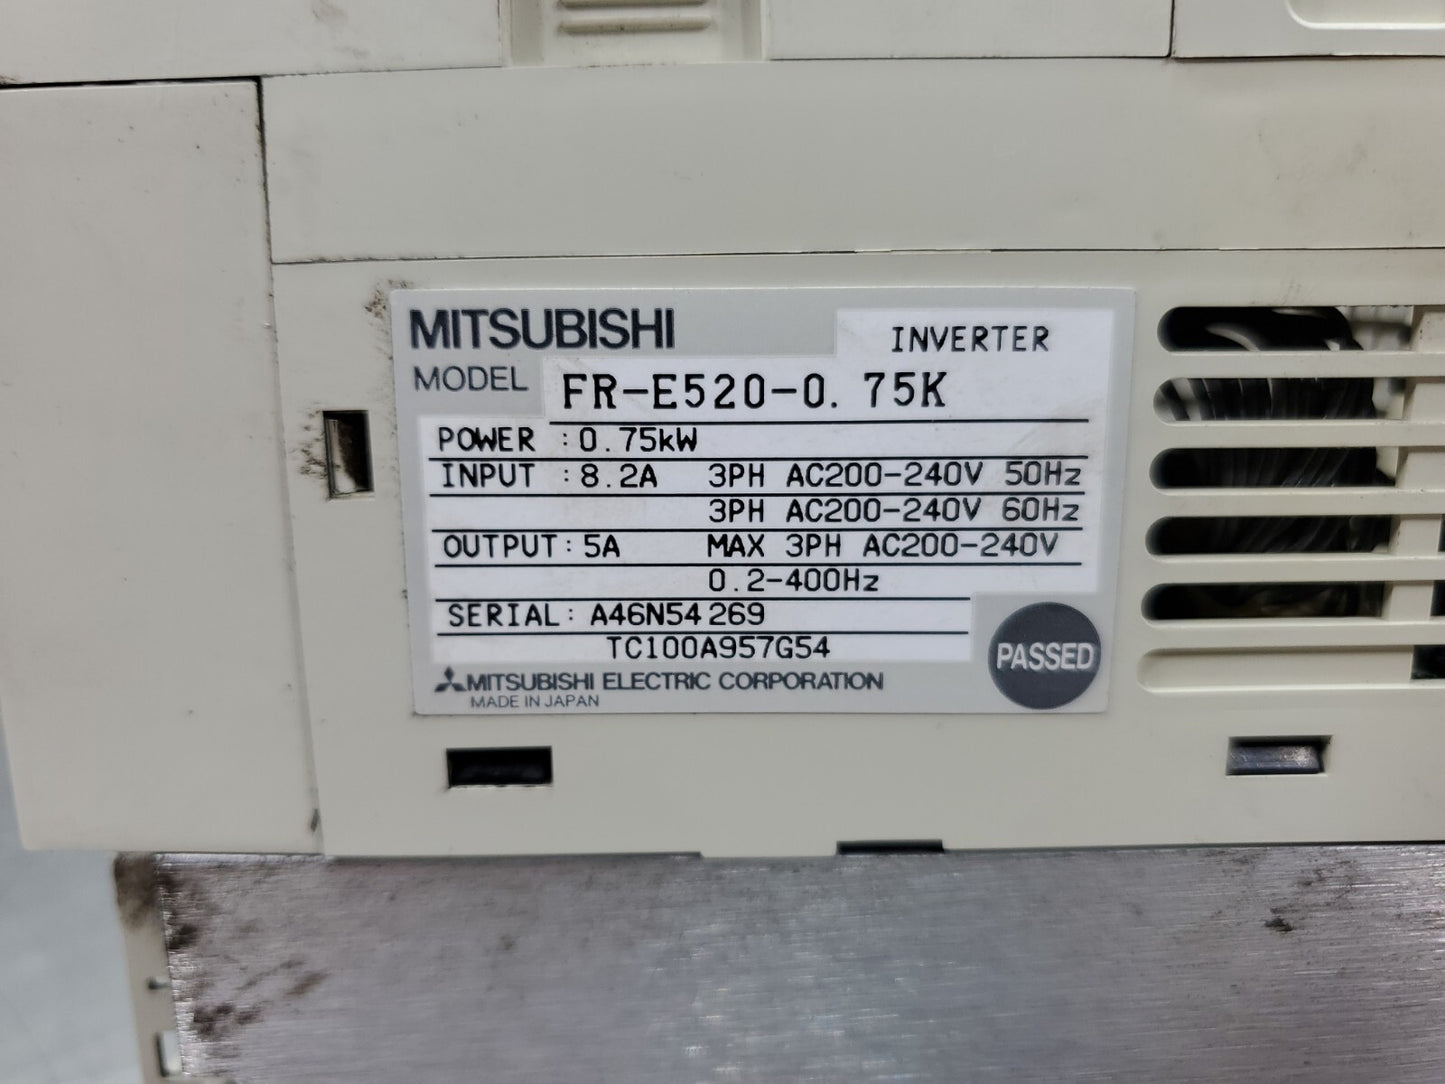 MITSUBISHI INVERTER
MODEL FR-E520-0.75K
POWER : 0.75kW
INPUT : 8.2A 3PH AC200-240V 50Hz
3PH AC200-240V 60Hz
OUTPUT: 5A MAX 3PH AC200-240V
0.2-400Hz
SERIAL: A46N54269
TC100A957G54
PASSED
MITSUBISHI ELECTRIC CORPORATION
MADE IN JAPAN